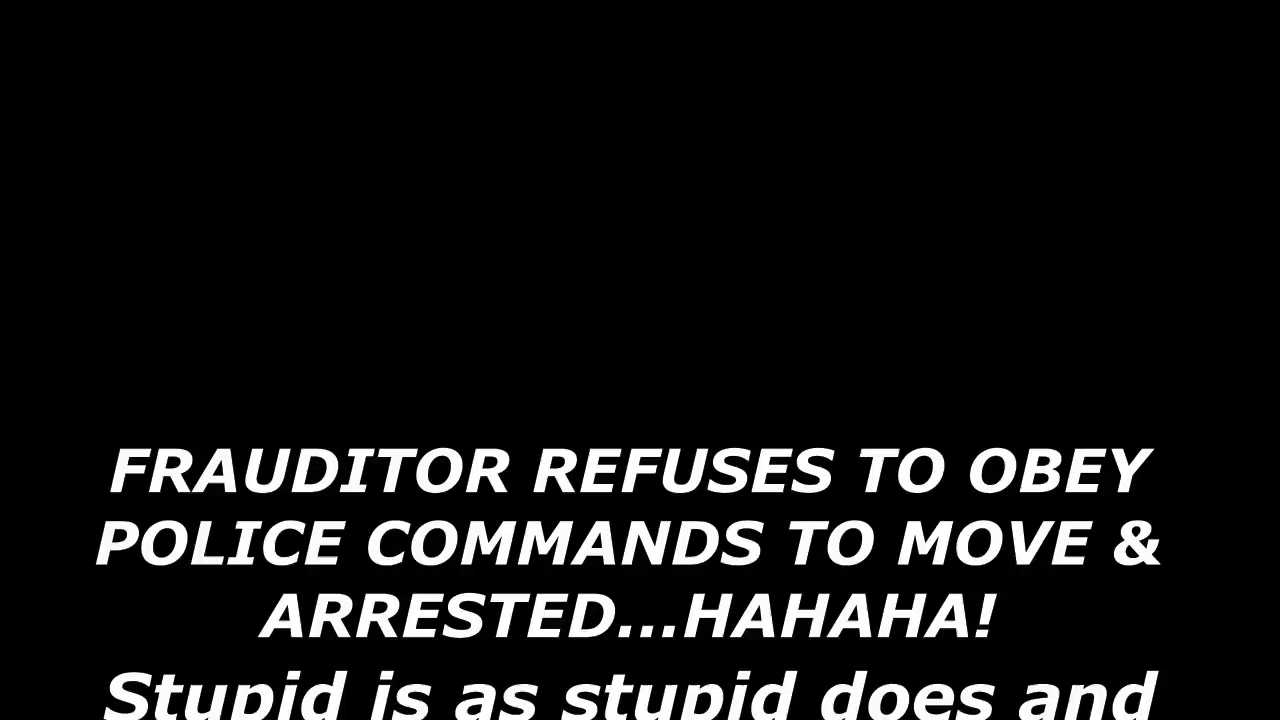 FRAUDITOR REFUSES TO OBEY
POLICE COMMANDS TO MOVE &
ARRESTED...HAHAHA!
Stupid is as stupid does and